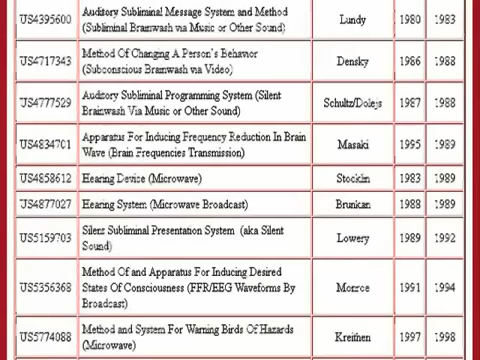 US4395600 Auditory Subliminal Message System and Method (Subliminal Brainwash via Music or Other Sound) Lundy 1980 1983
US4717343 Method Of Changing A Person's Behavior (Subconscious Brainwash via Video) Densky 1986 1988
US4777529 Auditory Subliminal Programming System (Silent Brainwash Via Music or Other Sound) Schultz/Dolejs 1987 1988
US4834701 Apparatus For Inducing Frequency Reduction In Brain Wave (Brain Frequencies Transmission) Masaki 1995 1989
US4858612 Hearing Device (Microwave) Stocklin 1983 1989
US4877027 Hearing System (Microwave Broadcast) Brunkan 1988 1989
US5159703 Silent Subliminal Presentation System (aka Silent Sound) Lowery 1989 1992
US5356368 Method Of and Apparatus For Inducing Desired States Of Consciousness (FFR/EEG Waveforms By Broadcast) Monroe 1991 1994
US5774088 Method and System For Warning Birds Of Hazards (Microwave) Kreithen 1997 1998